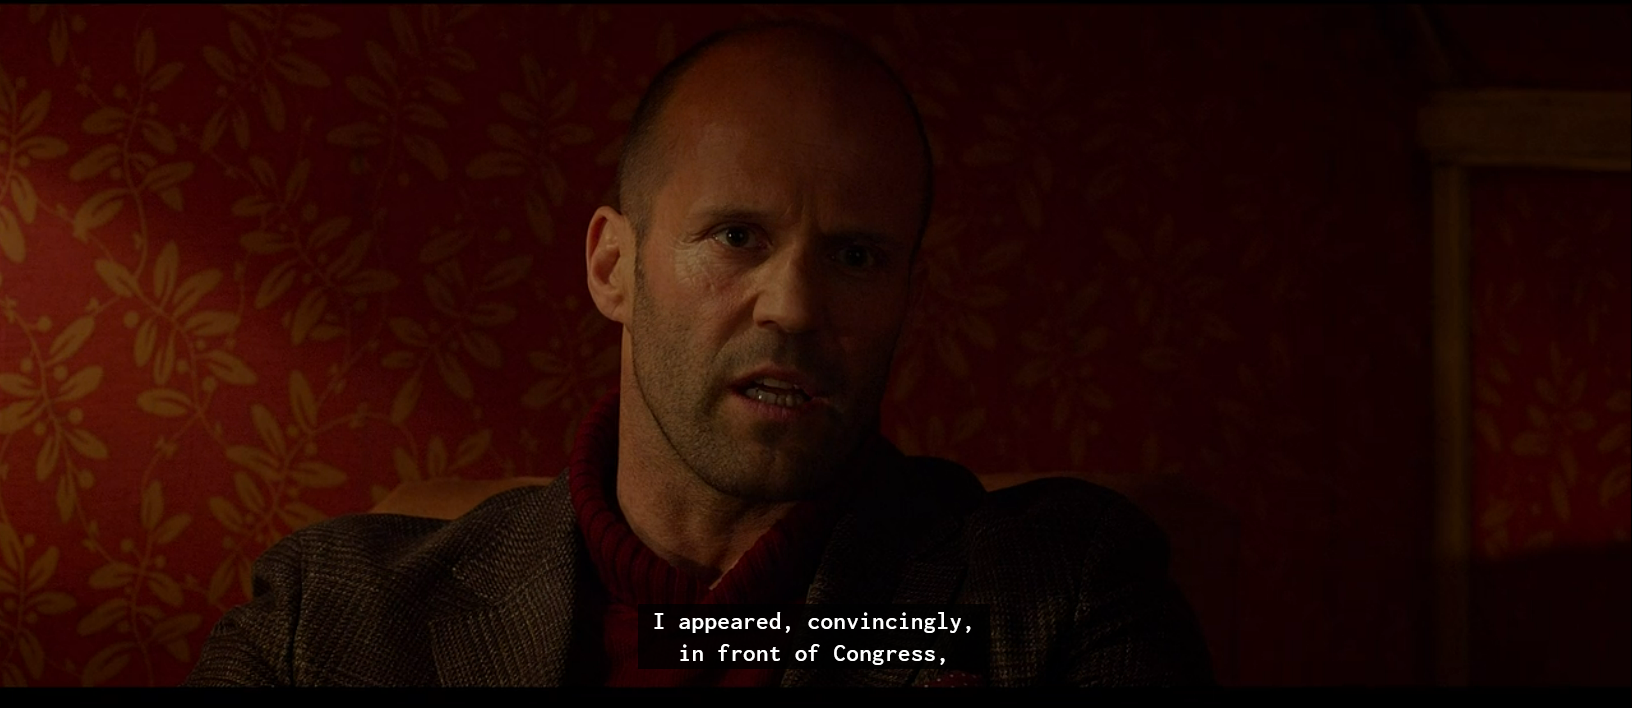 I appeared, convincingly,
in front of Congress,